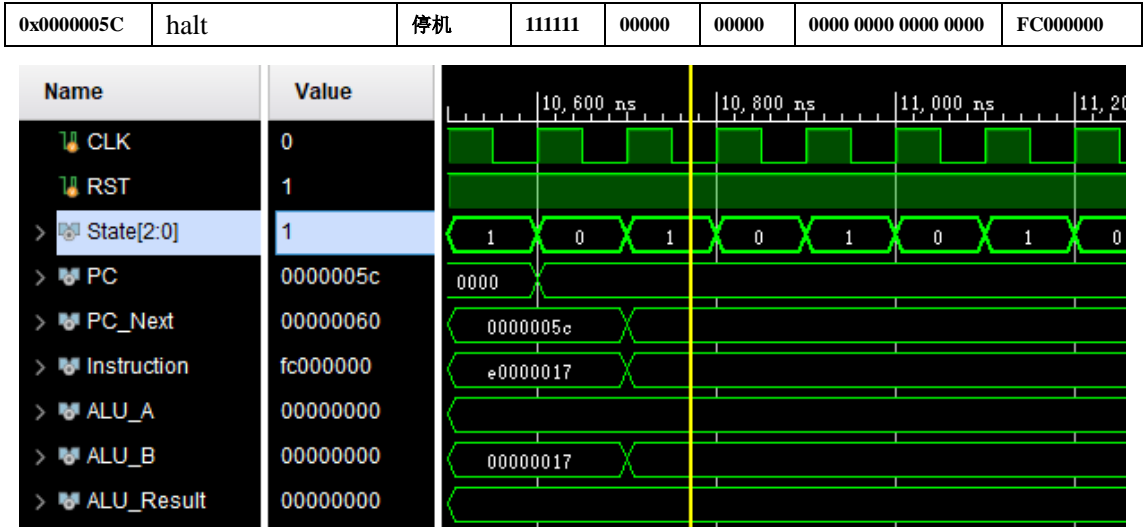 0x0000005C halt 停机 111111 00000 00000 0000 0000 0000 0000 FC000000
Name Value 10,600 ns 10,800 ns 11,000 ns 11,20
CLK 0
RST 1
State[2:0] 1 1 0 1 0 1 0 1 0
PC 0000005c 0000
PC_Next 00000060 0000005c
Instruction fc000000 e0000017
ALU_A 00000000
ALU_B 00000000 00000017
ALU_Result 00000000